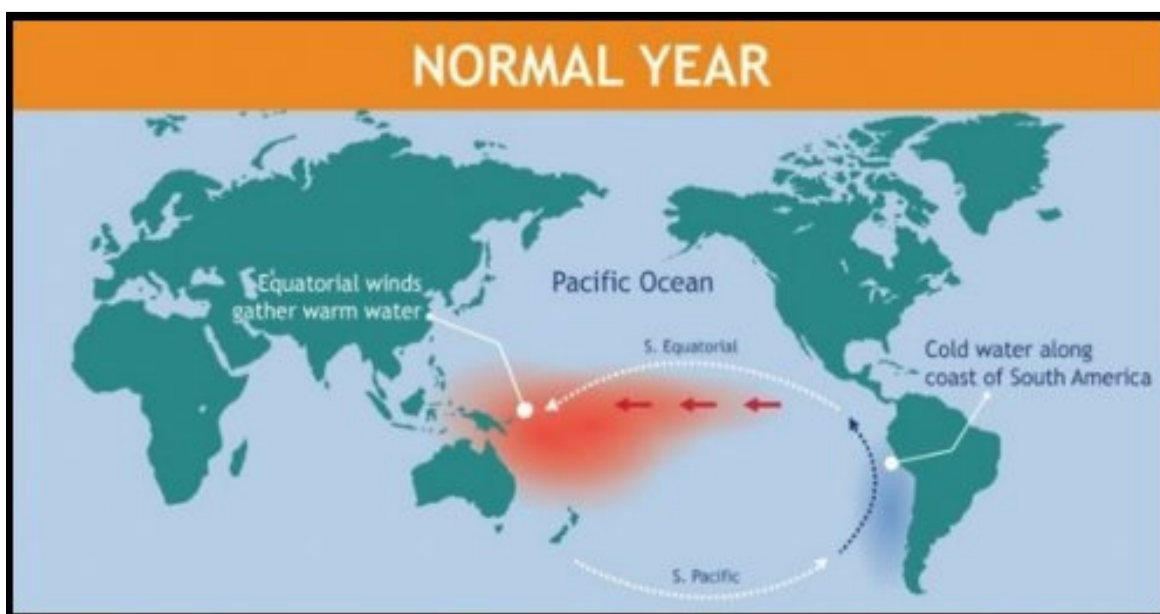 NORMAL YEAR
Equatorial winds
gather warm water
Pacific Ocean
S. Equatorial
Cold water along
coast of South America
S. Pacific